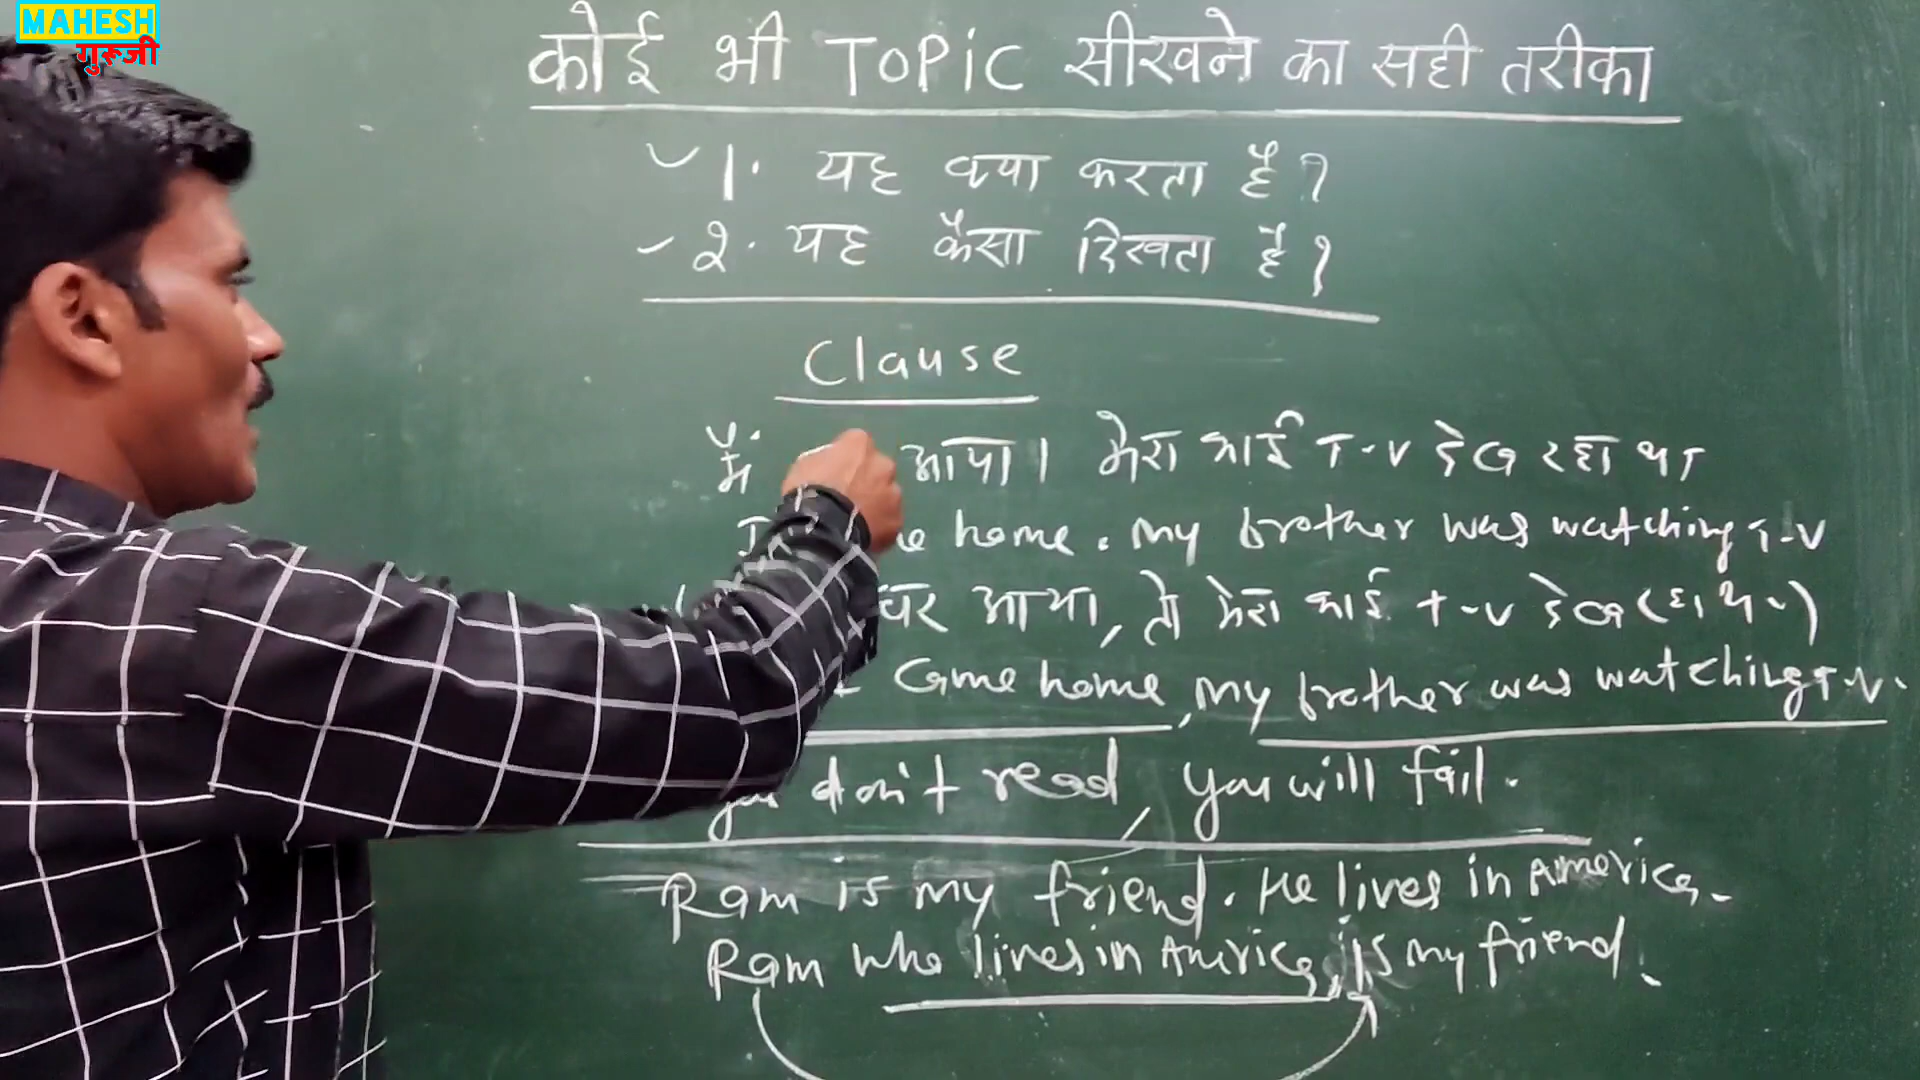 MAHESH
गुरूजी
कोई भी TOPIC सीखने का सही तरीका
1. यह क्या करता है?
२. यह कैसा दिखता है?
Clause
मैं आया। मेरा भाई T-V देख रहा था
I home. my brother was watching T-V
घर आया, तो मेरा भाई T-V देख रहा था।
Came home, my brother was watching T.V.
you don't read, you will fail.
Ram is my friend. He lives in America.
Ram who lives in America, is my friend.